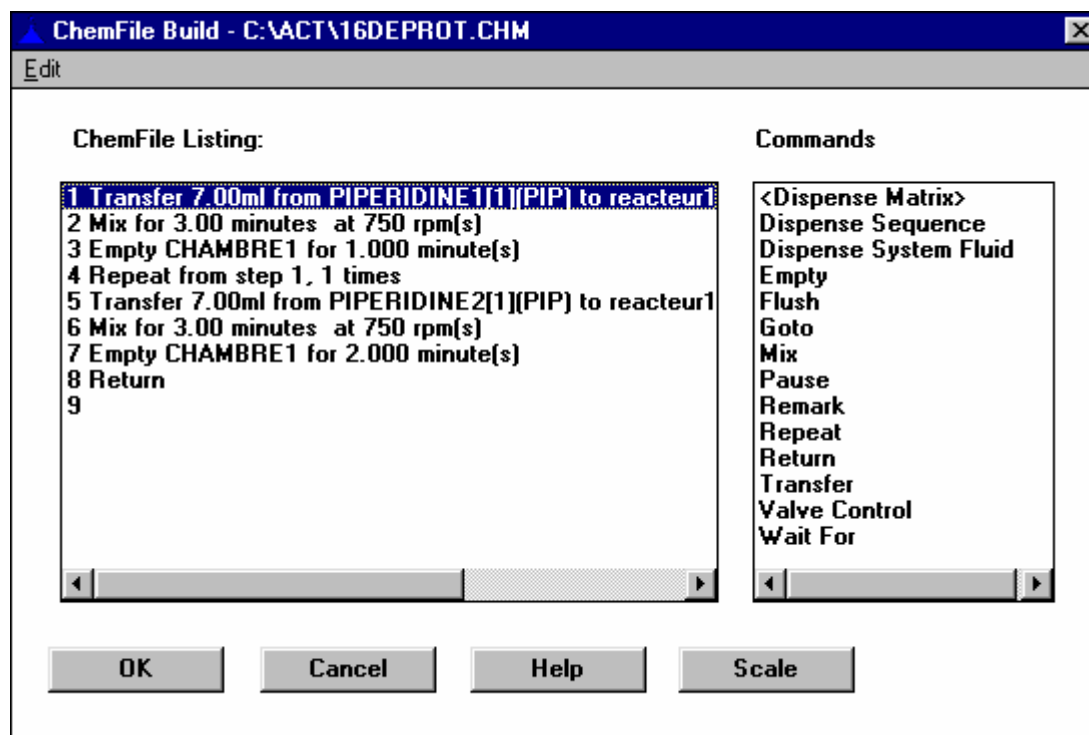 ChemFile Build - C:\ACT\16DEPROT.CHM
Edit
ChemFile Listing:
1 Transfer 7.00ml from PIPERIDINE1[1](PIP) to reacteur1
2 Mix for 3.00 minutes at 750 rpm(s)
3 Empty CHAMBRE1 for 1.000 minute(s)
4 Repeat from step 1, 1 times
5 Transfer 7.00ml from PIPERIDINE2[1](PIP) to reacteur1
6 Mix for 3.00 minutes at 750 rpm(s)
7 Empty CHAMBRE1 for 2.000 minute(s)
8 Return
9
Commands
<Dispense Matrix>
Dispense Sequence
Dispense System Fluid
Empty
Flush
Goto
Mix
Pause
Remark
Repeat
Return
Transfer
Valve Control
Wait For
OK
Cancel
Help
Scale